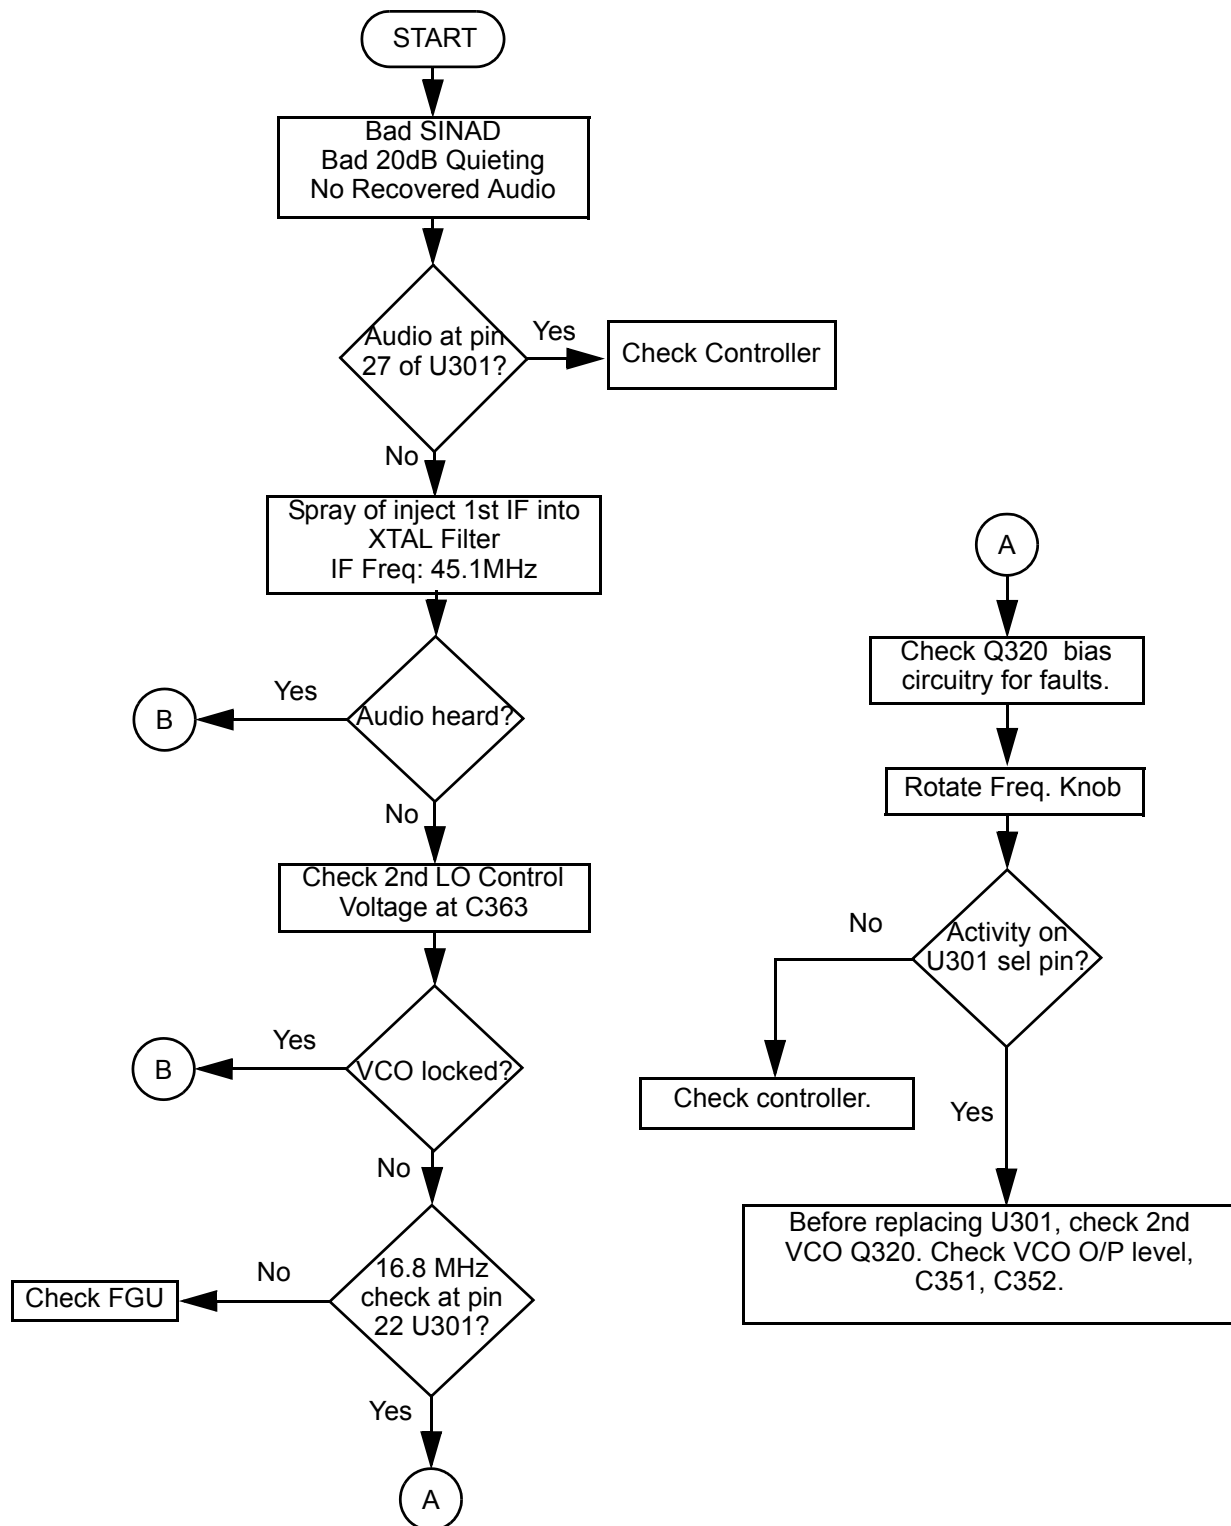 START
Bad SINAD
Bad 20dB Quieting
No Recovered Audio
Audio at pin
27 of U301?
Yes
Check Controller
No
Spray of inject 1st IF into
XTAL Filter
IF Freq: 45.1MHz
Audio heard?
Yes
B
No
Check 2nd LO Control
Voltage at C363
VCO locked?
Yes
B
No
16.8 MHz
check at pin
22 U301?
No
Check FGU
Yes
A
A
Check Q320 bias
circuitry for faults.
Rotate Freq. Knob
Activity on
U301 sel pin?
No
Check controller.
Yes
Before replacing U301, check 2nd
VCO Q320. Check VCO O/P level,
C351, C352.